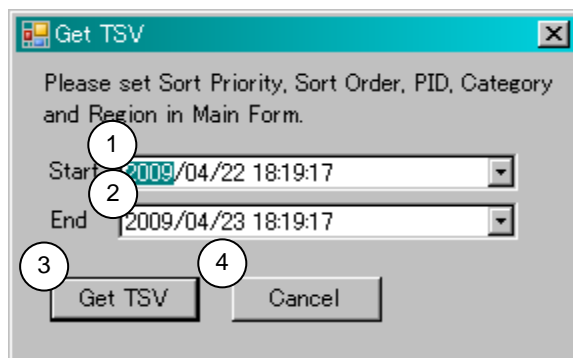 Get TSV
Please set Sort Priority, Sort Order, PID, Category
and Region in Main Form.
1
Start 2009/04/22 18:19:17
2
End 2009/04/23 18:19:17
3 4
Get TSV Cancel